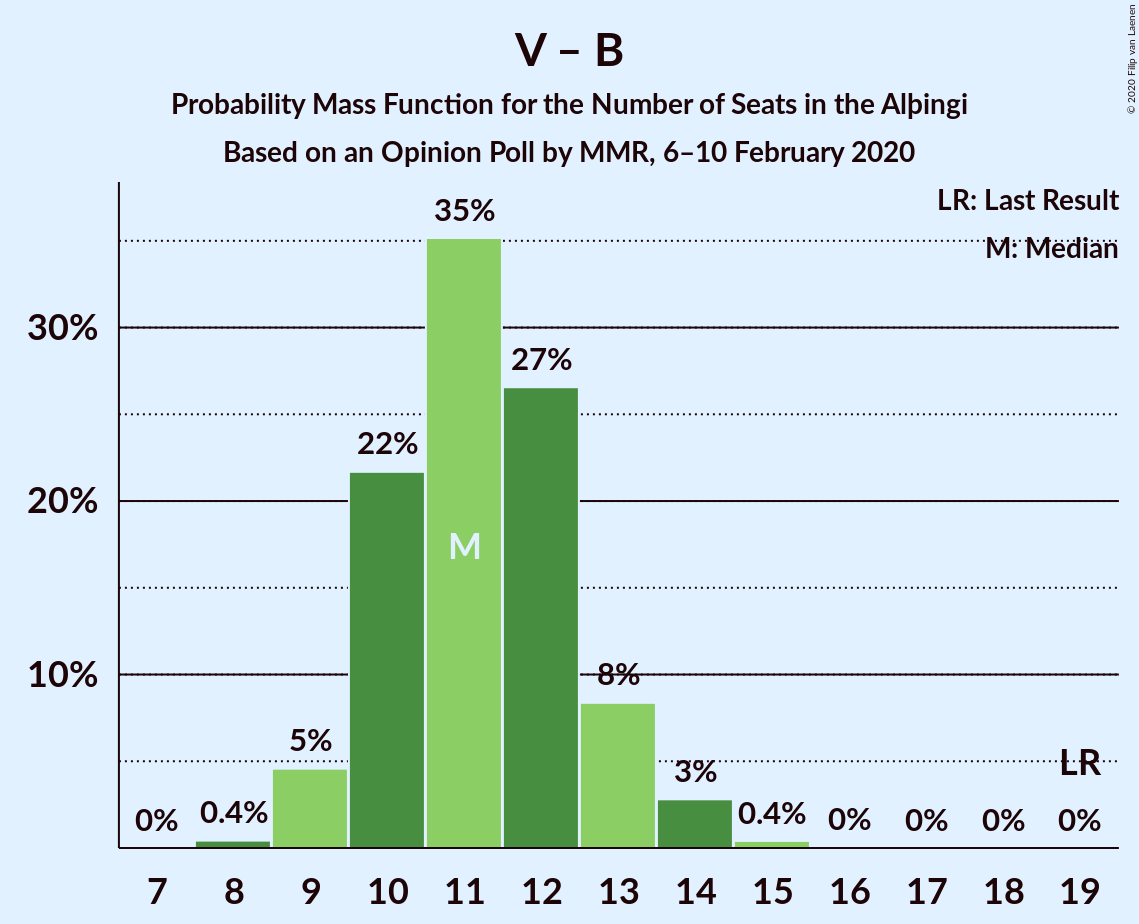 V – B
Probability Mass Function for the Number of Seats in the Alþingi
Based on an Opinion Poll by MMR, 6–10 February 2020
© 2020 Filip van Laenen
LR: Last Result
M: Median
30%
20%
10%
0%
0.4%
5%
22%
35%
27%
8%
3%
0.4%
0%
0%
0%
0%
M
LR
7 8 9 10 11 12 13 14 15 16 17 18 19